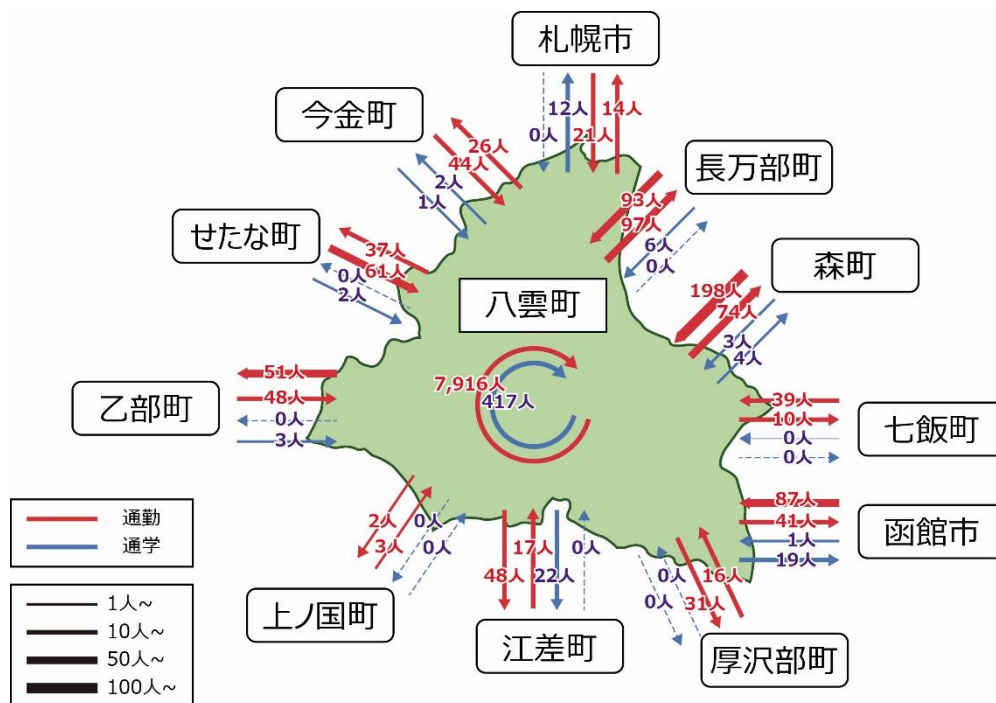 札幌市
0人
12人
21人
14人
今金町
26人
44人
2人
1人
長万部町
93人
97人
6人
0人
せたな町
37人
61人
0人
2人
森町
198人
74人
3人
4人
八雲町
7,916人
417人
乙部町
51人
48人
0人
3人
七飯町
39人
10人
0人
0人
函館市
87人
41人
1人
19人
上ノ国町
2人
3人
0人
0人
江差町
48人
17人
22人
0人
厚沢部町
0人
0人
16人
31人
通勤
通学
1人~
10人~
50人~
100人~